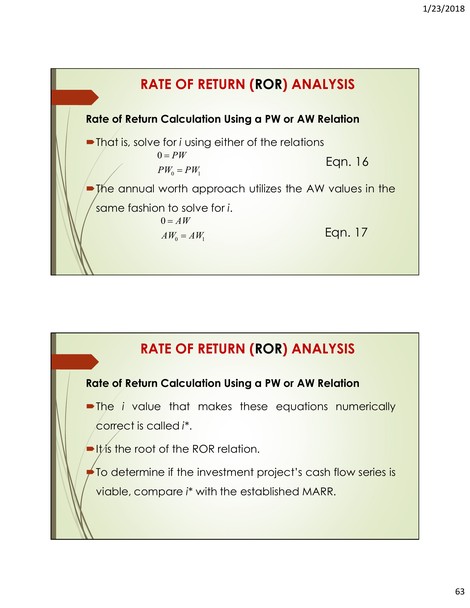 1/23/2018
RATE OF RETURN (ROR) ANALYSIS
Rate of Return Calculation Using a PW or AW Relation
That is, solve for i using either of the relations
0 = PW
PW₀ = PW₁
Eqn. 16
The annual worth approach utilizes the AW values in the
same fashion to solve for i.
0 = AW
AW₀ = AW₁
Eqn. 17
RATE OF RETURN (ROR) ANALYSIS
Rate of Return Calculation Using a PW or AW Relation
The i value that makes these equations numerically
correct is called i*.
It is the root of the ROR relation.
To determine if the investment project's cash flow series is
viable, compare i* with the established MARR.
63